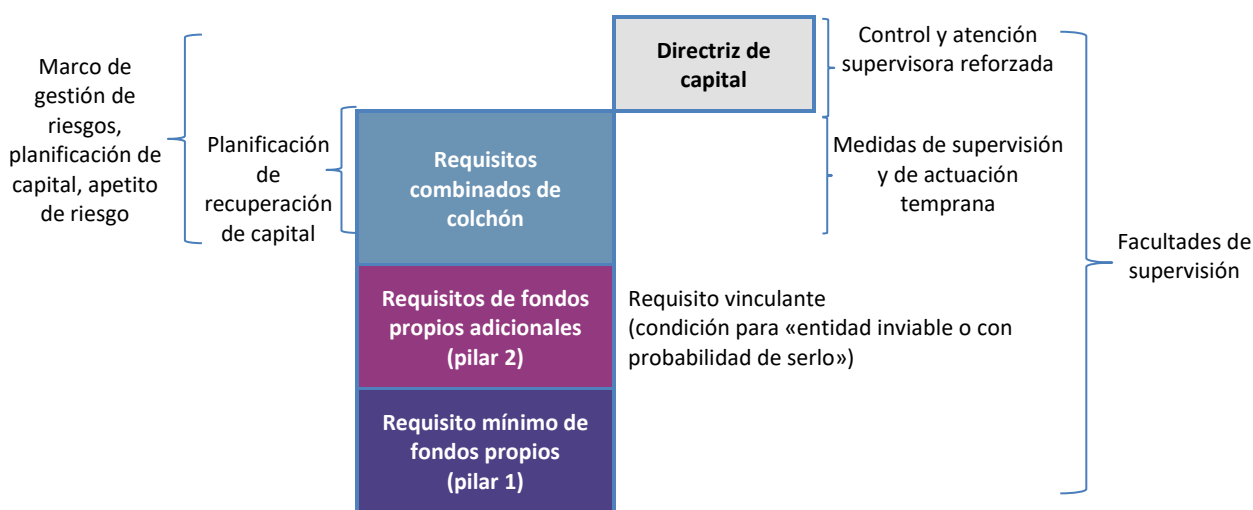 Directriz de
capital
Control y atención
supervisora reforzada
Marco de
gestión de
riesgos,
planificación de
capital, apetito
de riesgo
Planificación
de
recuperación
de capital
Requisitos
combinados de
colchón
Medidas de supervisión
y de actuación
temprana
Facultades de
supervisión
Requisitos de fondos
propios adicionales
(pilar 2)
Requisito vinculante
(condición para «entidad inviable o con
probabilidad de serlo»)
Requisito mínimo de
fondos propios
(pilar 1)